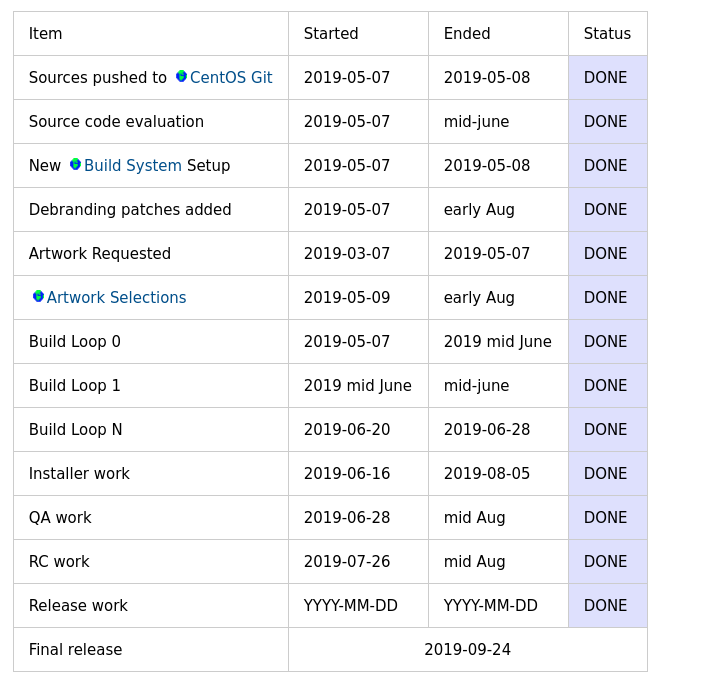 Item Started Ended Status
Sources pushed to CentOS Git 2019-05-07 2019-05-08 DONE
Source code evaluation 2019-05-07 mid-june DONE
New Build System Setup 2019-05-07 2019-05-08 DONE
Debranding patches added 2019-05-07 early Aug DONE
Artwork Requested 2019-03-07 2019-05-07 DONE
Artwork Selections 2019-05-09 early Aug DONE
Build Loop 0 2019-05-07 2019 mid June DONE
Build Loop 1 2019 mid June mid-june DONE
Build Loop N 2019-06-20 2019-06-28 DONE
Installer work 2019-06-16 2019-08-05 DONE
QA work 2019-06-28 mid Aug DONE
RC work 2019-07-26 mid Aug DONE
Release work YYYY-MM-DD YYYY-MM-DD DONE
Final release 2019-09-24